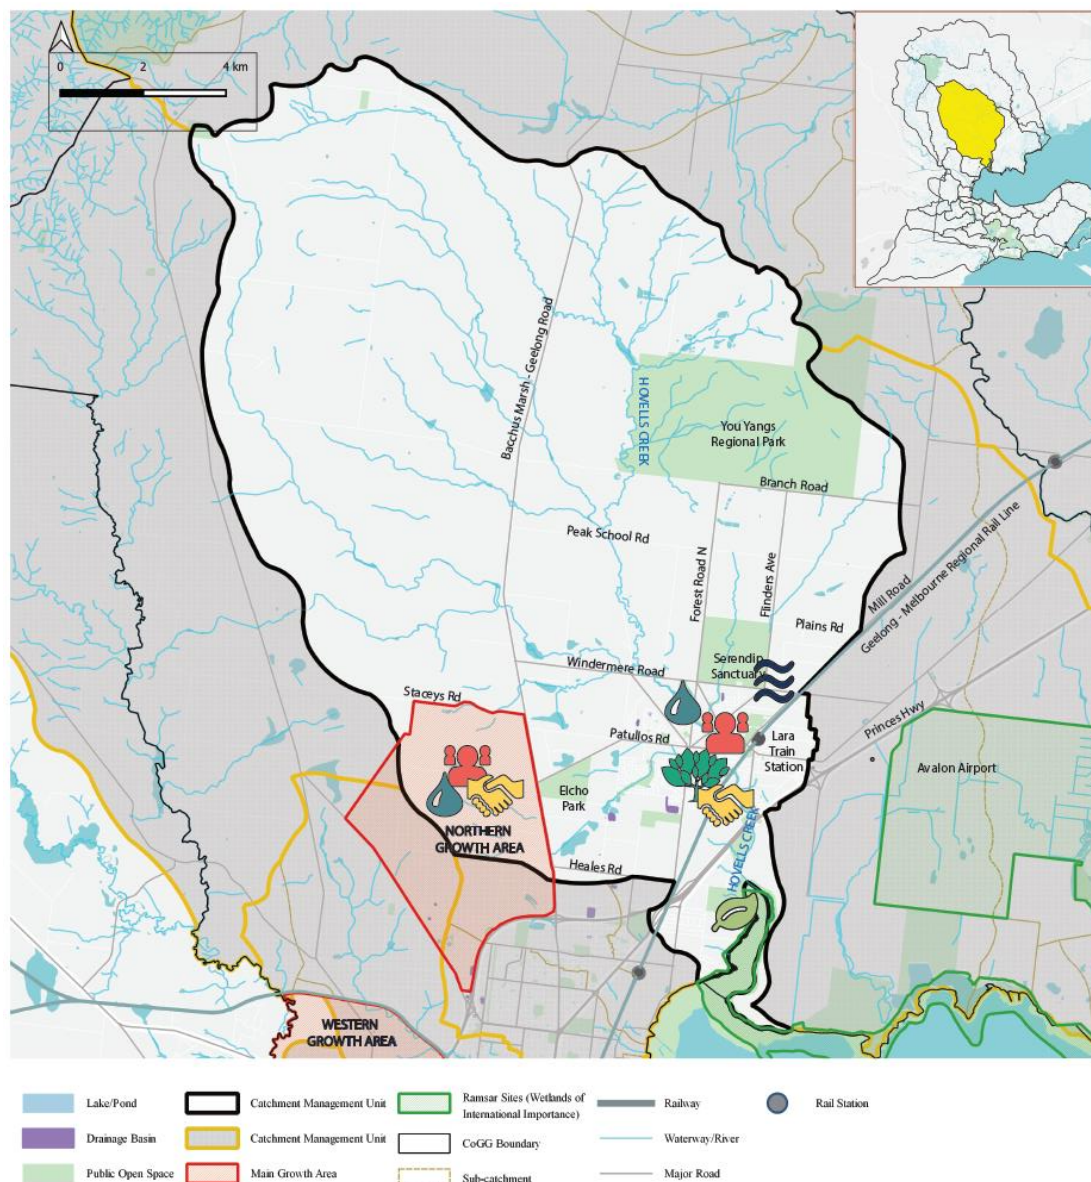 0 2 4 km
Bacchus Marsh - Geelong Road
HOVELLS CREEK
You Yangs
Regional Park
Branch Road
Peak School Rd
Forest Road N
Flinders Ave
Mill Road
Geelong - Melbourne Regional Rail Line
Plains Rd
Windermere Road
Serendip
Sanctuary
Staceys Rd
Princes Hwy
Patullos Rd
Lara
Train
Station
Avalon Airport
Elcho
Park
NORTHERN
GROWTH AREA
HOVELLS CREEK
Heales Rd
WESTERN
GROWTH AREA
Lake/Pond
Catchment Management Unit
Ramsar Sites (Wetlands of
International Importance)
Railway
Rail Station
Drainage Basin
Catchment Management Unit
CoGG Boundary
Waterway/River
Public Open Space
Main Growth Area
Sub-catchment
Major Road